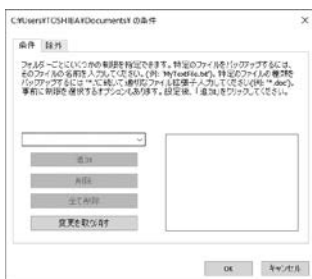 C:¥Users¥TOSHIBA¥Documents¥ の条件
条件 除外
フォルダーごとにいくつかの制限を指定できます。特定のファイルをバックアップするには、
そのファイルの名前を入力してください。(例: 'MyTextFile.txt')。特定のファイルの種類を
バックアップするには '*.'に続いて適切なファイル拡張子入力してください(例: '*.doc')。
事前に制限を選択するオプションもあります。設定後、「追加」をクリックしてください。
追加
削除
全て削除
変更を取り消す
OK キャンセル